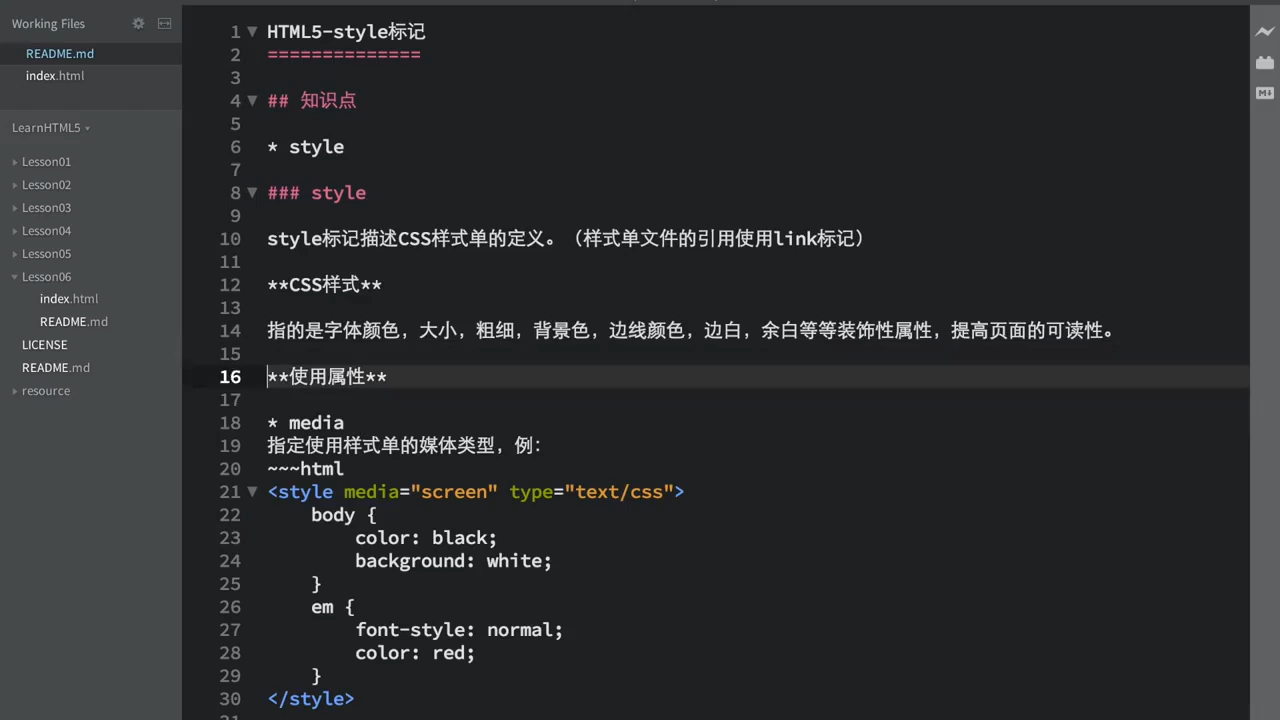 Working Files
README.md
index.html
LearnHTML5
Lesson01
Lesson02
Lesson03
Lesson04
Lesson05
Lesson06
index.html
README.md
LICENSE
README.md
resource
1 HTML5-style标记
2 ==============
3
4 ## 知识点
5
6 * style
7
8 ### style
9
10 style标记描述CSS样式单的定义。（样式单文件的引用使用link标记）
11
12 **CSS样式**
13
14 指的是字体颜色，大小，粗细，背景色，边线颜色，边白，余白等等装饰性属性，提高页面的可读性。
15
16 **使用属性**
17
18 * media
19 指定使用样式单的媒体类型，例：
20 ~~~html
21 <style media="screen" type="text/css">
22 body {
23 color: black;
24 background: white;
25 }
26 em {
27 font-style: normal;
28 color: red;
29 }
30 </style>
M↓